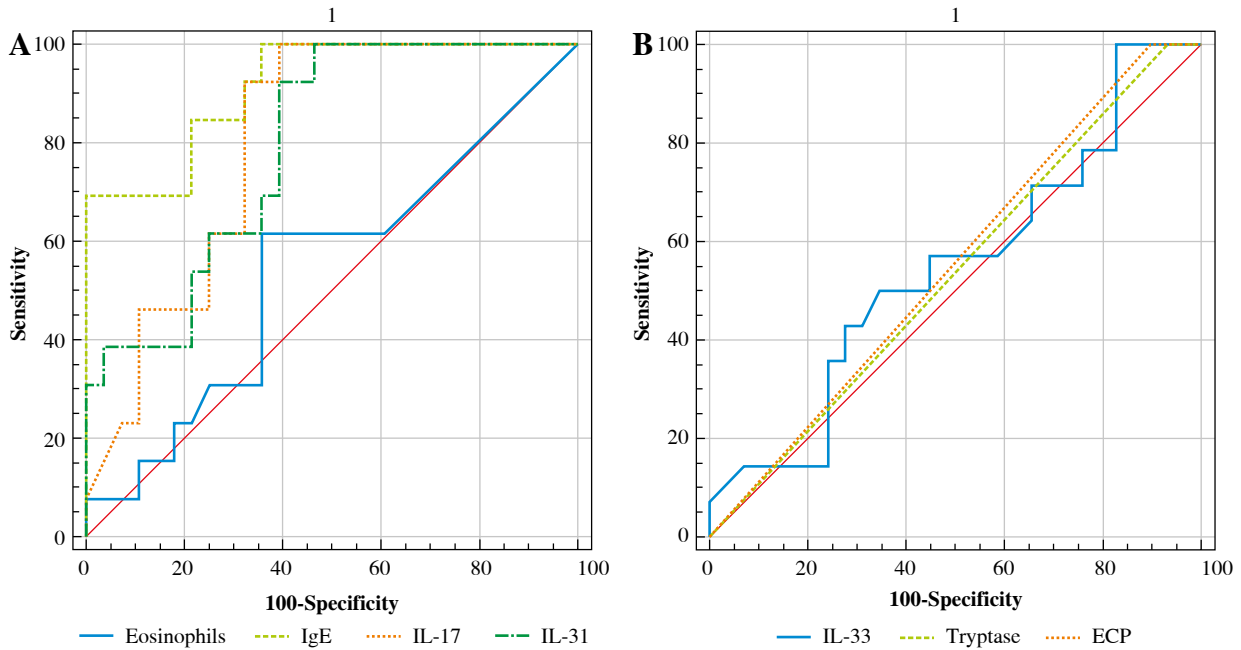 1
A
100
80
60
40
20
0
Sensitivity
0 20 40 60 80 100
100-Specificity
Eosinophils IgE IL-17 IL-31
1
B
100
80
60
40
20
0
Sensitivity
0 20 40 60 80 100
100-Specificity
IL-33 Tryptase ECP